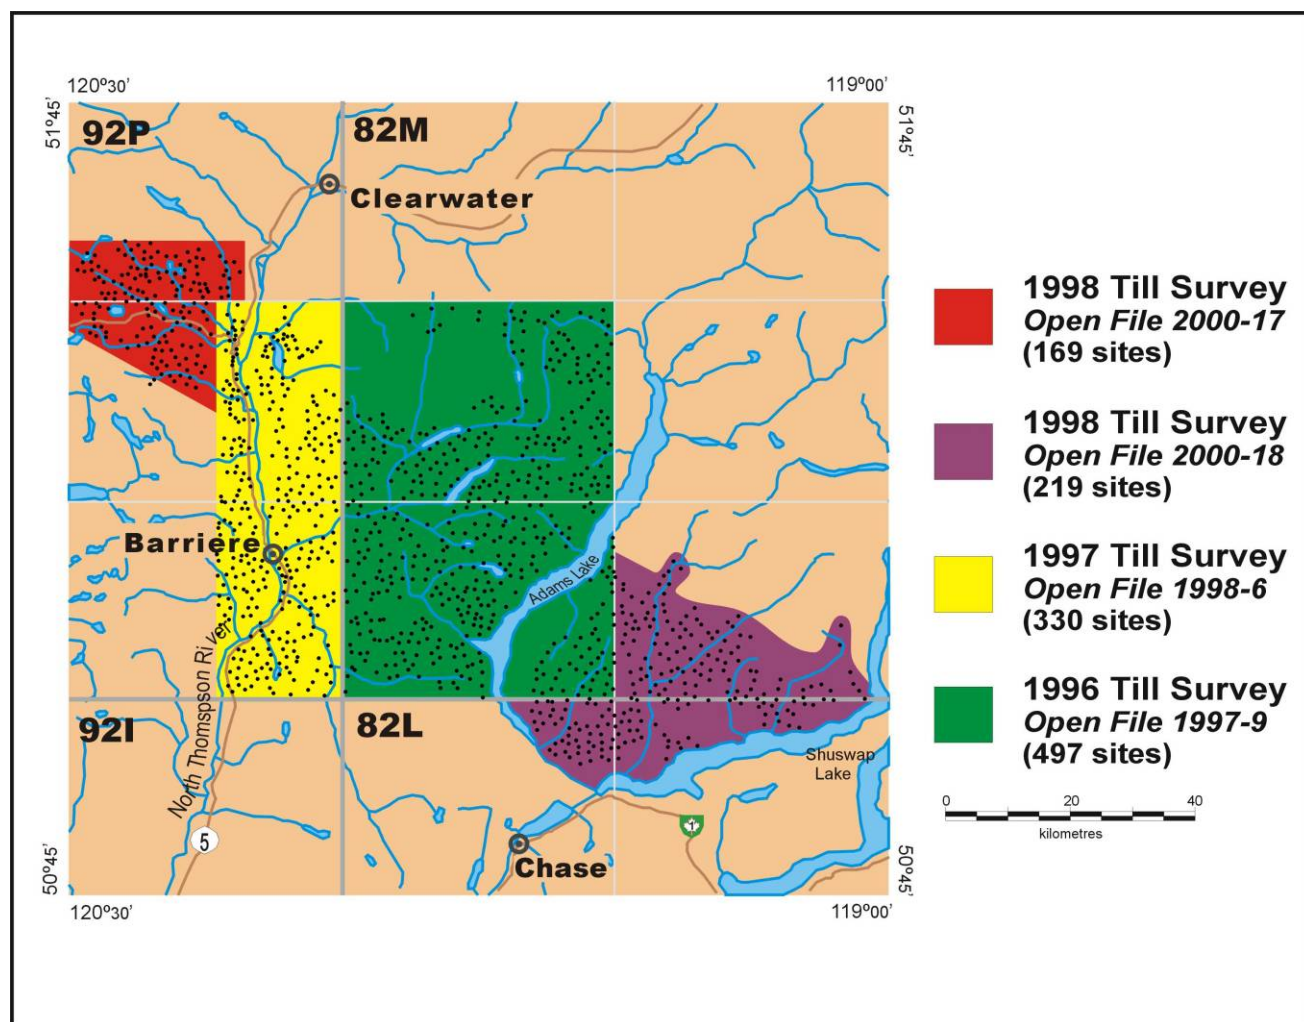 120º30'
119º00'
51º45'
51º45'
92P
82M
Clearwater
Barriere
Adams Lake
North Thomspson River
92I
82L
Shuswap
Lake
5
1
Chase
50º45'
50º45'
120º30'
119º00'
1998 Till Survey
Open File 2000-17
(169 sites)
1998 Till Survey
Open File 2000-18
(219 sites)
1997 Till Survey
Open File 1998-6
(330 sites)
1996 Till Survey
Open File 1997-9
(497 sites)
0 20 40
kilometres